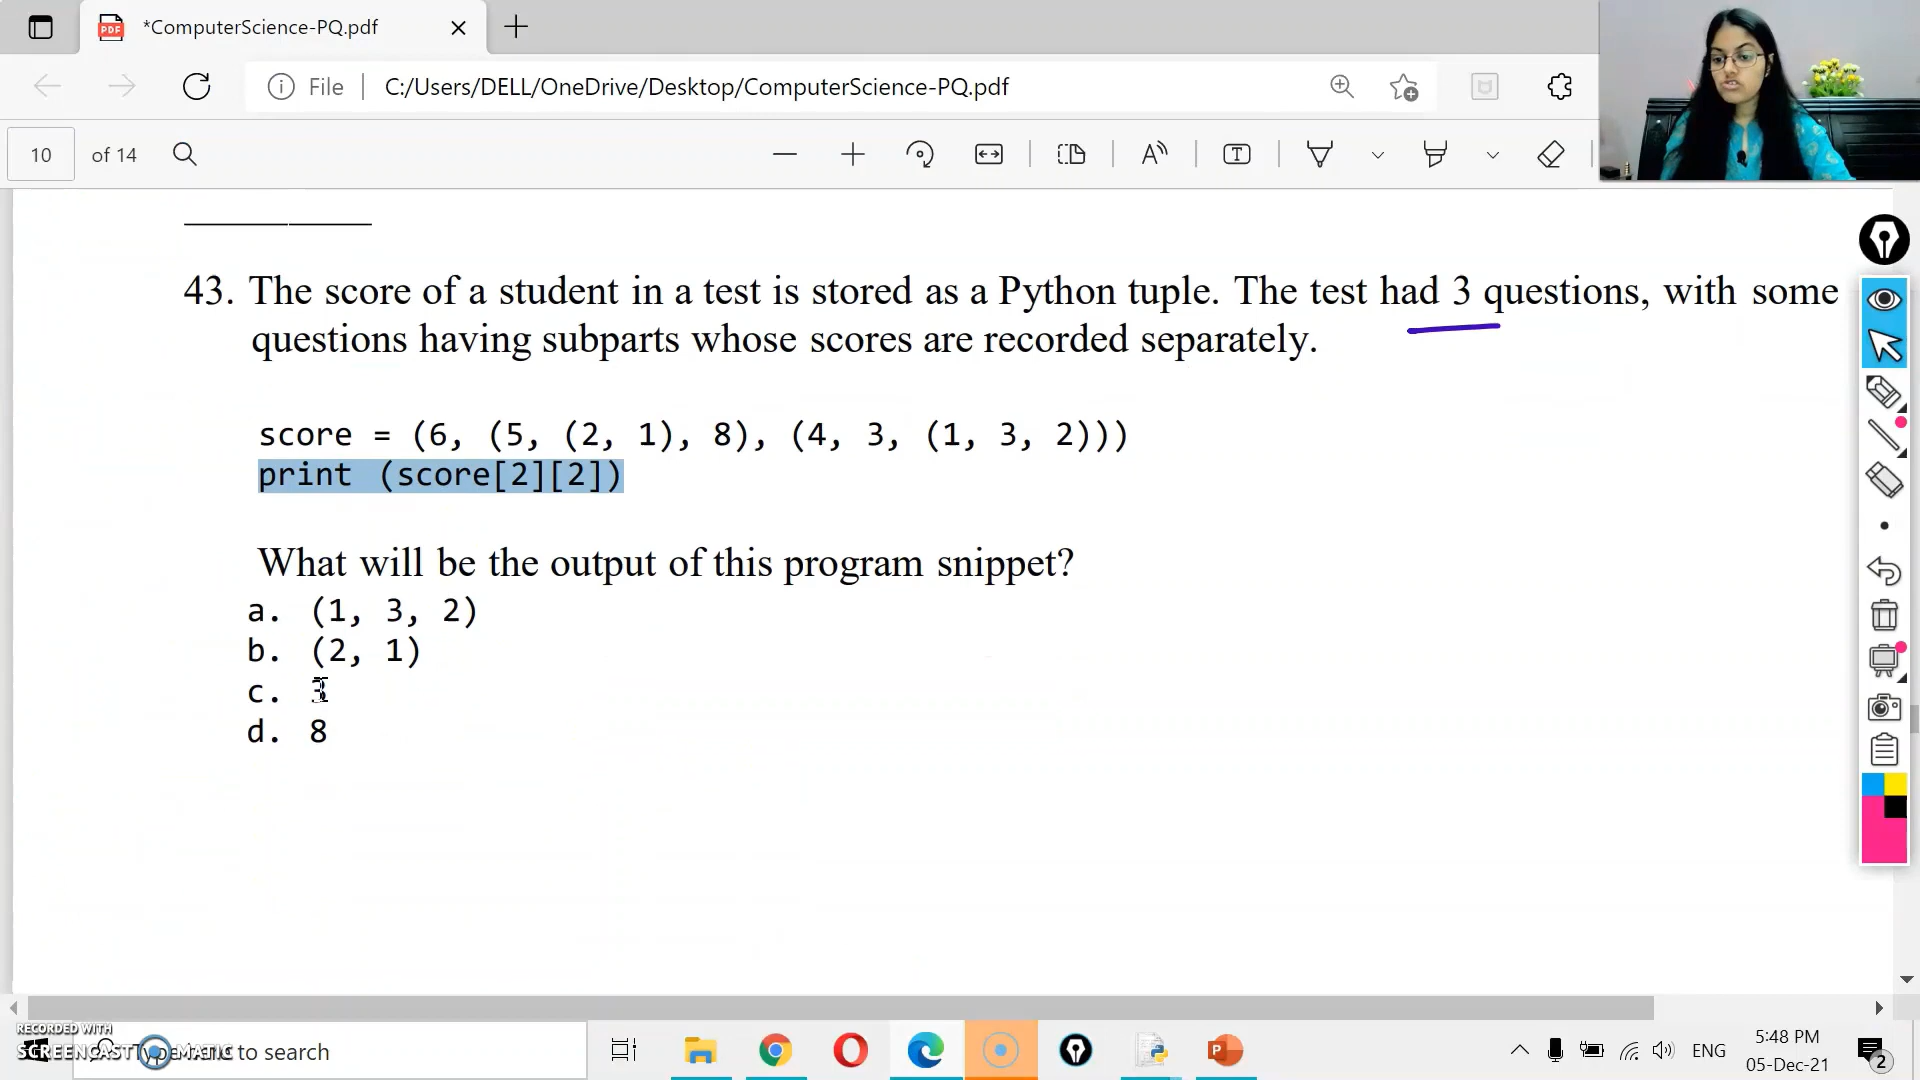 *ComputerScience-PQ.pdf
File
C:/Users/DELL/OneDrive/Desktop/ComputerScience-PQ.pdf
10 of 14
43. The score of a student in a test is stored as a Python tuple. The test had 3 questions, with some
questions having subparts whose scores are recorded separately.
score = (6, (5, (2, 1), 8), (4, 3, (1, 3, 2)))
print (score[2][2])
What will be the output of this program snippet?
a. (1, 3, 2)
b. (2, 1)
c. 3
d. 8
RECORDED WITH
SCREENCAST MATIC
to search
ENG
5:48 PM
05-Dec-21
2